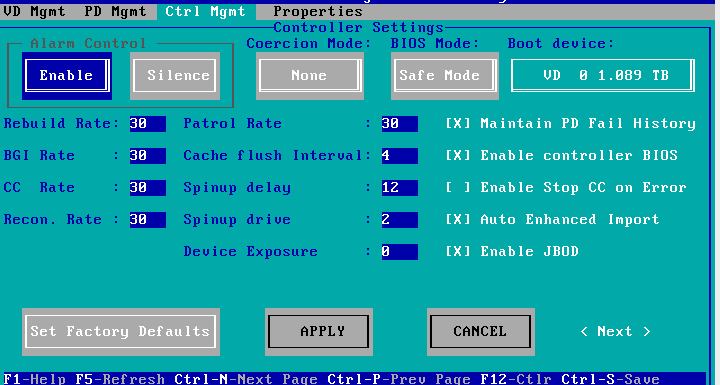 VD Mgmt PD Mgmt Ctrl Mgmt Properties
Controller Settings
Alarm Control Coercion Mode: BIOS Mode: Boot device:
Enable Silence None Safe Mode VD 0 1.089 TB
Rebuild Rate: 30 Patrol Rate : 30 [X] Maintain PD Fail History
BGI Rate : 30 Cache flush Interval: 4 [X] Enable controller BIOS
CC Rate : 30 Spinup delay : 12 [ ] Enable Stop CC on Error
Recon. Rate : 30 Spinup drive : 2 [X] Auto Enhanced Import
Device Exposure : 0 [X] Enable JBOD
Set Factory Defaults APPLY CANCEL < Next >
F1-Help F5-Refresh Ctrl-N-Next Page Ctrl-P-Prev Page F12-Ctlr Ctrl-S-Save